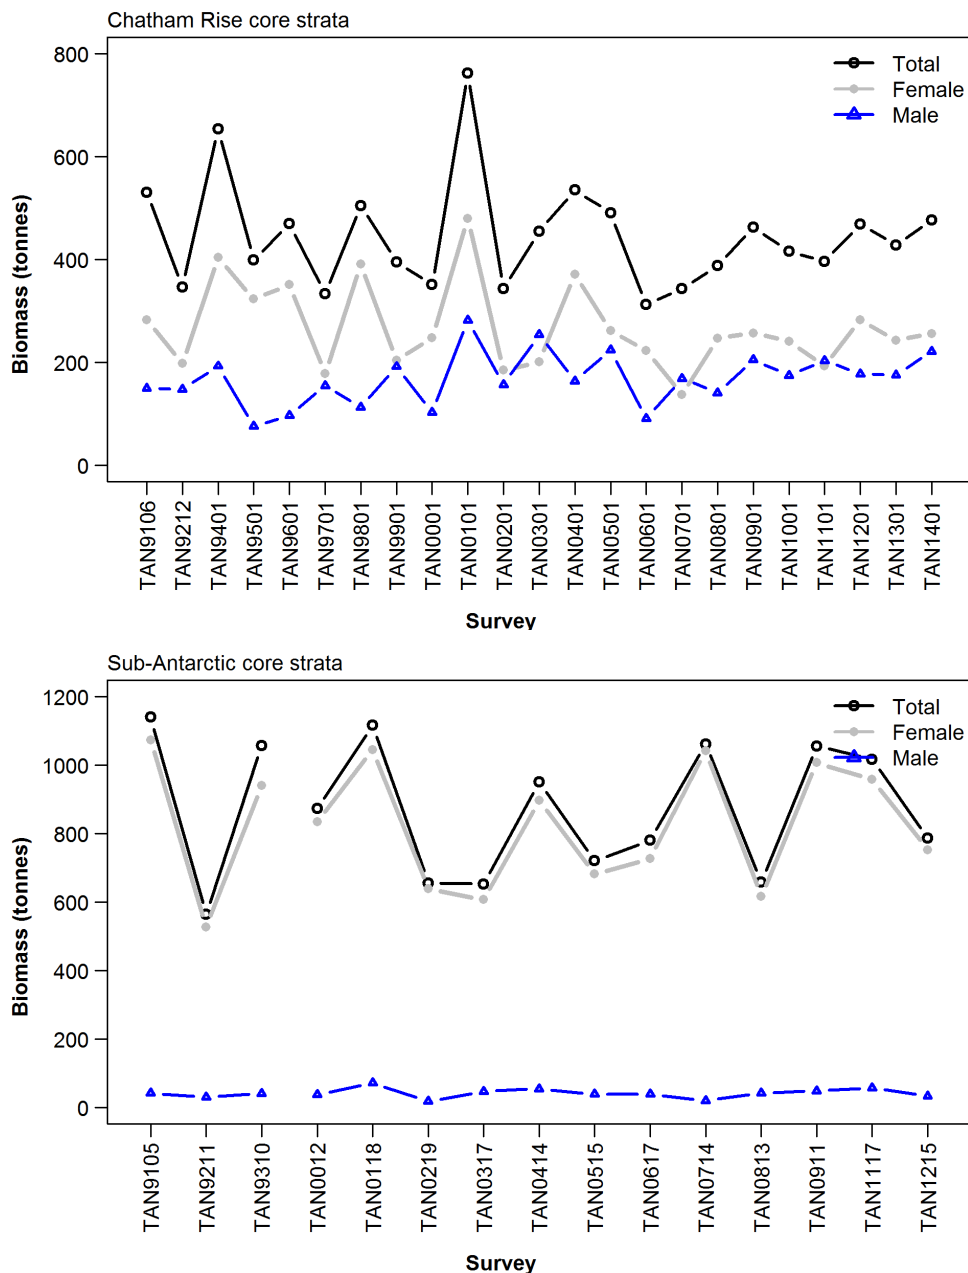 Chatham Rise core strata
800
600
400
200
0
Biomass (tonnes)
Total
Female
Male
TAN9106
TAN9212
TAN9401
TAN9501
TAN9601
TAN9701
TAN9801
TAN9901
TAN0001
TAN0101
TAN0201
TAN0301
TAN0401
TAN0501
TAN0601
TAN0701
TAN0801
TAN0901
TAN1001
TAN1101
TAN1201
TAN1301
TAN1401
Survey
Sub-Antarctic core strata
1200
1000
800
600
400
200
0
Biomass (tonnes)
Total
Female
Male
TAN9105
TAN9211
TAN9310
TAN0012
TAN0118
TAN0219
TAN0317
TAN0414
TAN0515
TAN0617
TAN0714
TAN0813
TAN0911
TAN1117
TAN1215
Survey